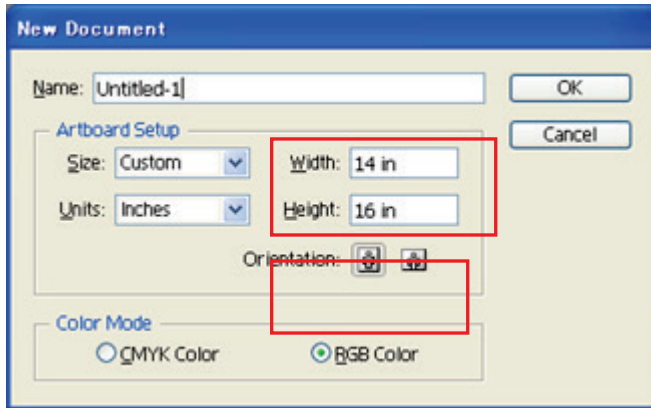 New Document
Name: Untitled-1 OK
Artboard Setup Cancel
Size: Custom Width: 14 in
Units: Inches Height: 16 in
Orientation:
Color Mode
CMYK Color RGB Color